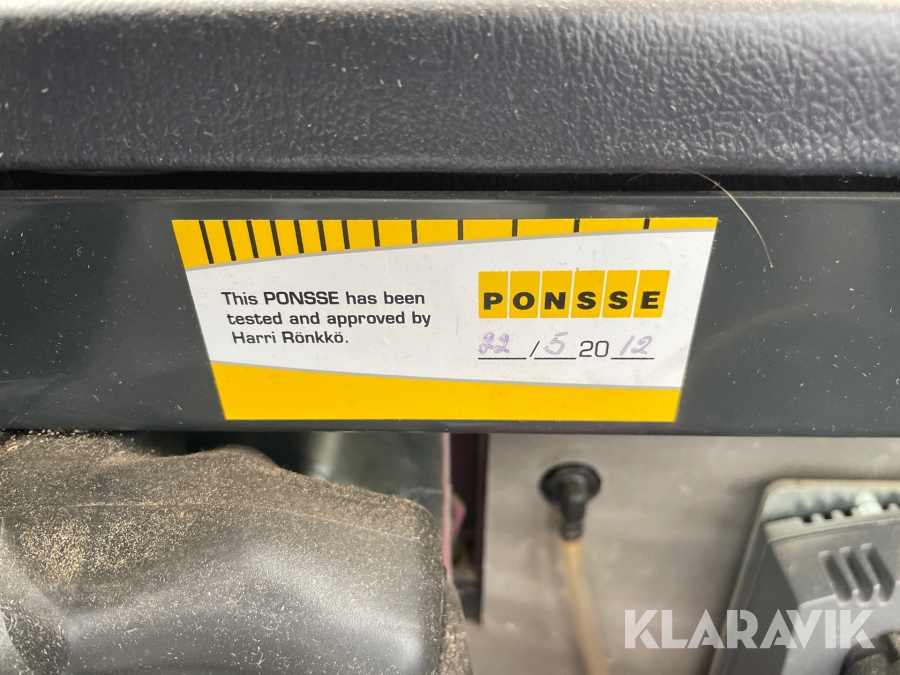 This PONSSE has been
tested and approved by
Harri Rönkkö.
PONSSE
22 / 5 20 12
KLARAVIK